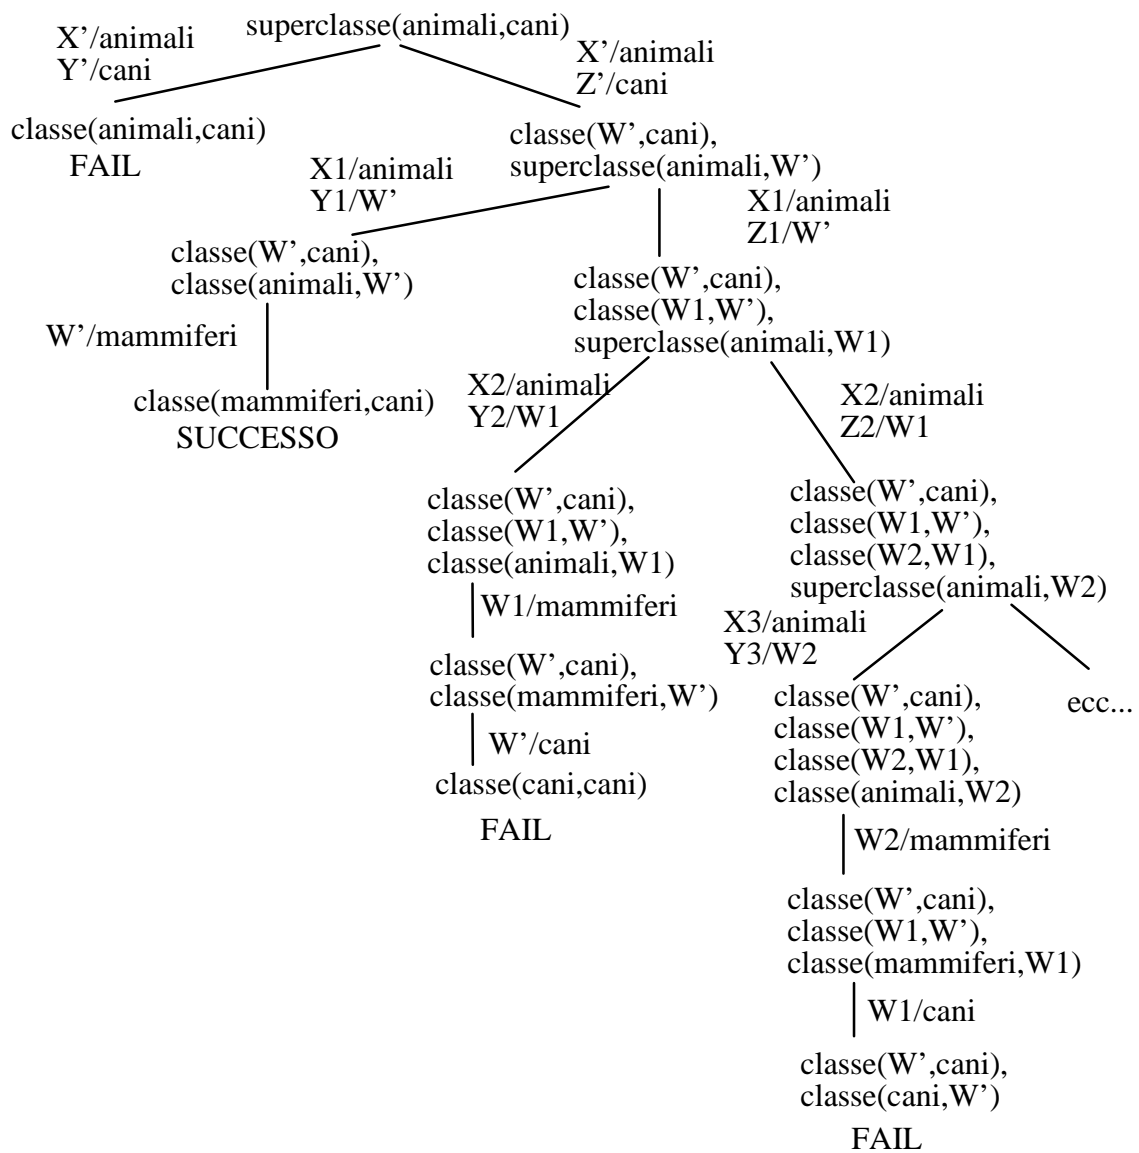 superclasse(animali,cani)
X’/animali
Y’/cani
X’/animali
Z’/cani
classe(animali,cani)
FAIL
classe(W’,cani),
superclasse(animali,W’)
X1/animali
Y1/W’
X1/animali
Z1/W’
classe(W’,cani),
classe(animali,W’)
classe(W’,cani),
classe(W1,W’),
superclasse(animali,W1)
W’/mammiferi
classe(mammiferi,cani)
SUCCESSO
X2/animali
Y2/W1
X2/animali
Z2/W1
classe(W’,cani),
classe(W1,W’),
classe(animali,W1)
classe(W’,cani),
classe(W1,W’),
classe(W2,W1),
superclasse(animali,W2)
W1/mammiferi
X3/animali
Y3/W2
classe(W’,cani),
classe(mammiferi,W’)
classe(W’,cani),
classe(W1,W’),
classe(W2,W1),
classe(animali,W2)
ecc...
W’/cani
classe(cani,cani)
FAIL
W2/mammiferi
classe(W’,cani),
classe(W1,W’),
classe(mammiferi,W1)
W1/cani
classe(W’,cani),
classe(cani,W’)
FAIL